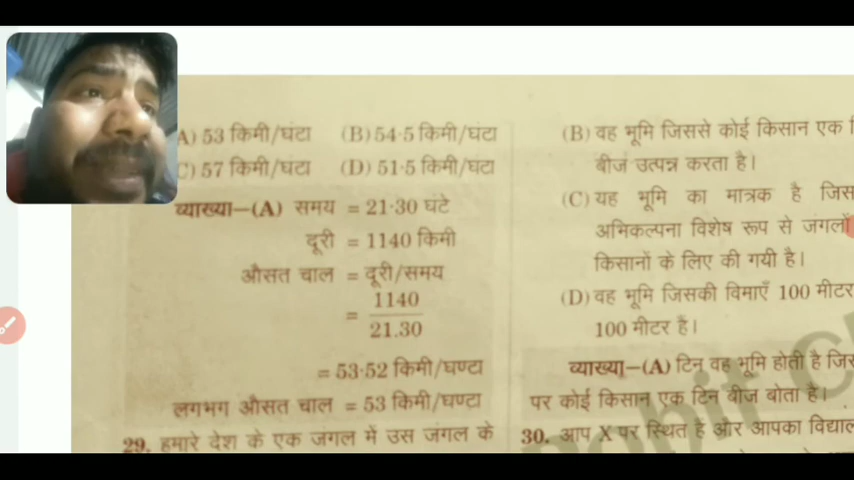 A) 53 किमी/घंटा (B) 54·5 किमी/घंटा
C) 57 किमी/घंटा (D) 51·5 किमी/घंटा
व्याख्या–(A) समय = 21·30 घंटे
दूरी = 1140 किमी
औसत चाल = दूरी/समय
= 1140
21.30
= 53·52 किमी/घण्टा
लगभग औसत चाल = 53 किमी/घण्टा
29. हमारे देश के एक जंगल में उस जंगल के
(B) वह भूमि जिससे कोई किसान एक
बीज उत्पन्न करता है।
(C) यह भूमि का मात्रक है जिस
अभिकल्पना विशेष रूप से जंगलों
किसानों के लिए की गयी है।
(D) वह भूमि जिसकी विमाएँ 100 मीटर
100 मीटर है।
व्याख्या–(A) टिन वह भूमि होती है जिस
पर कोई किसान एक टिन बीज बोता है।
30. आप X पर स्थित है और आपका विद्याल